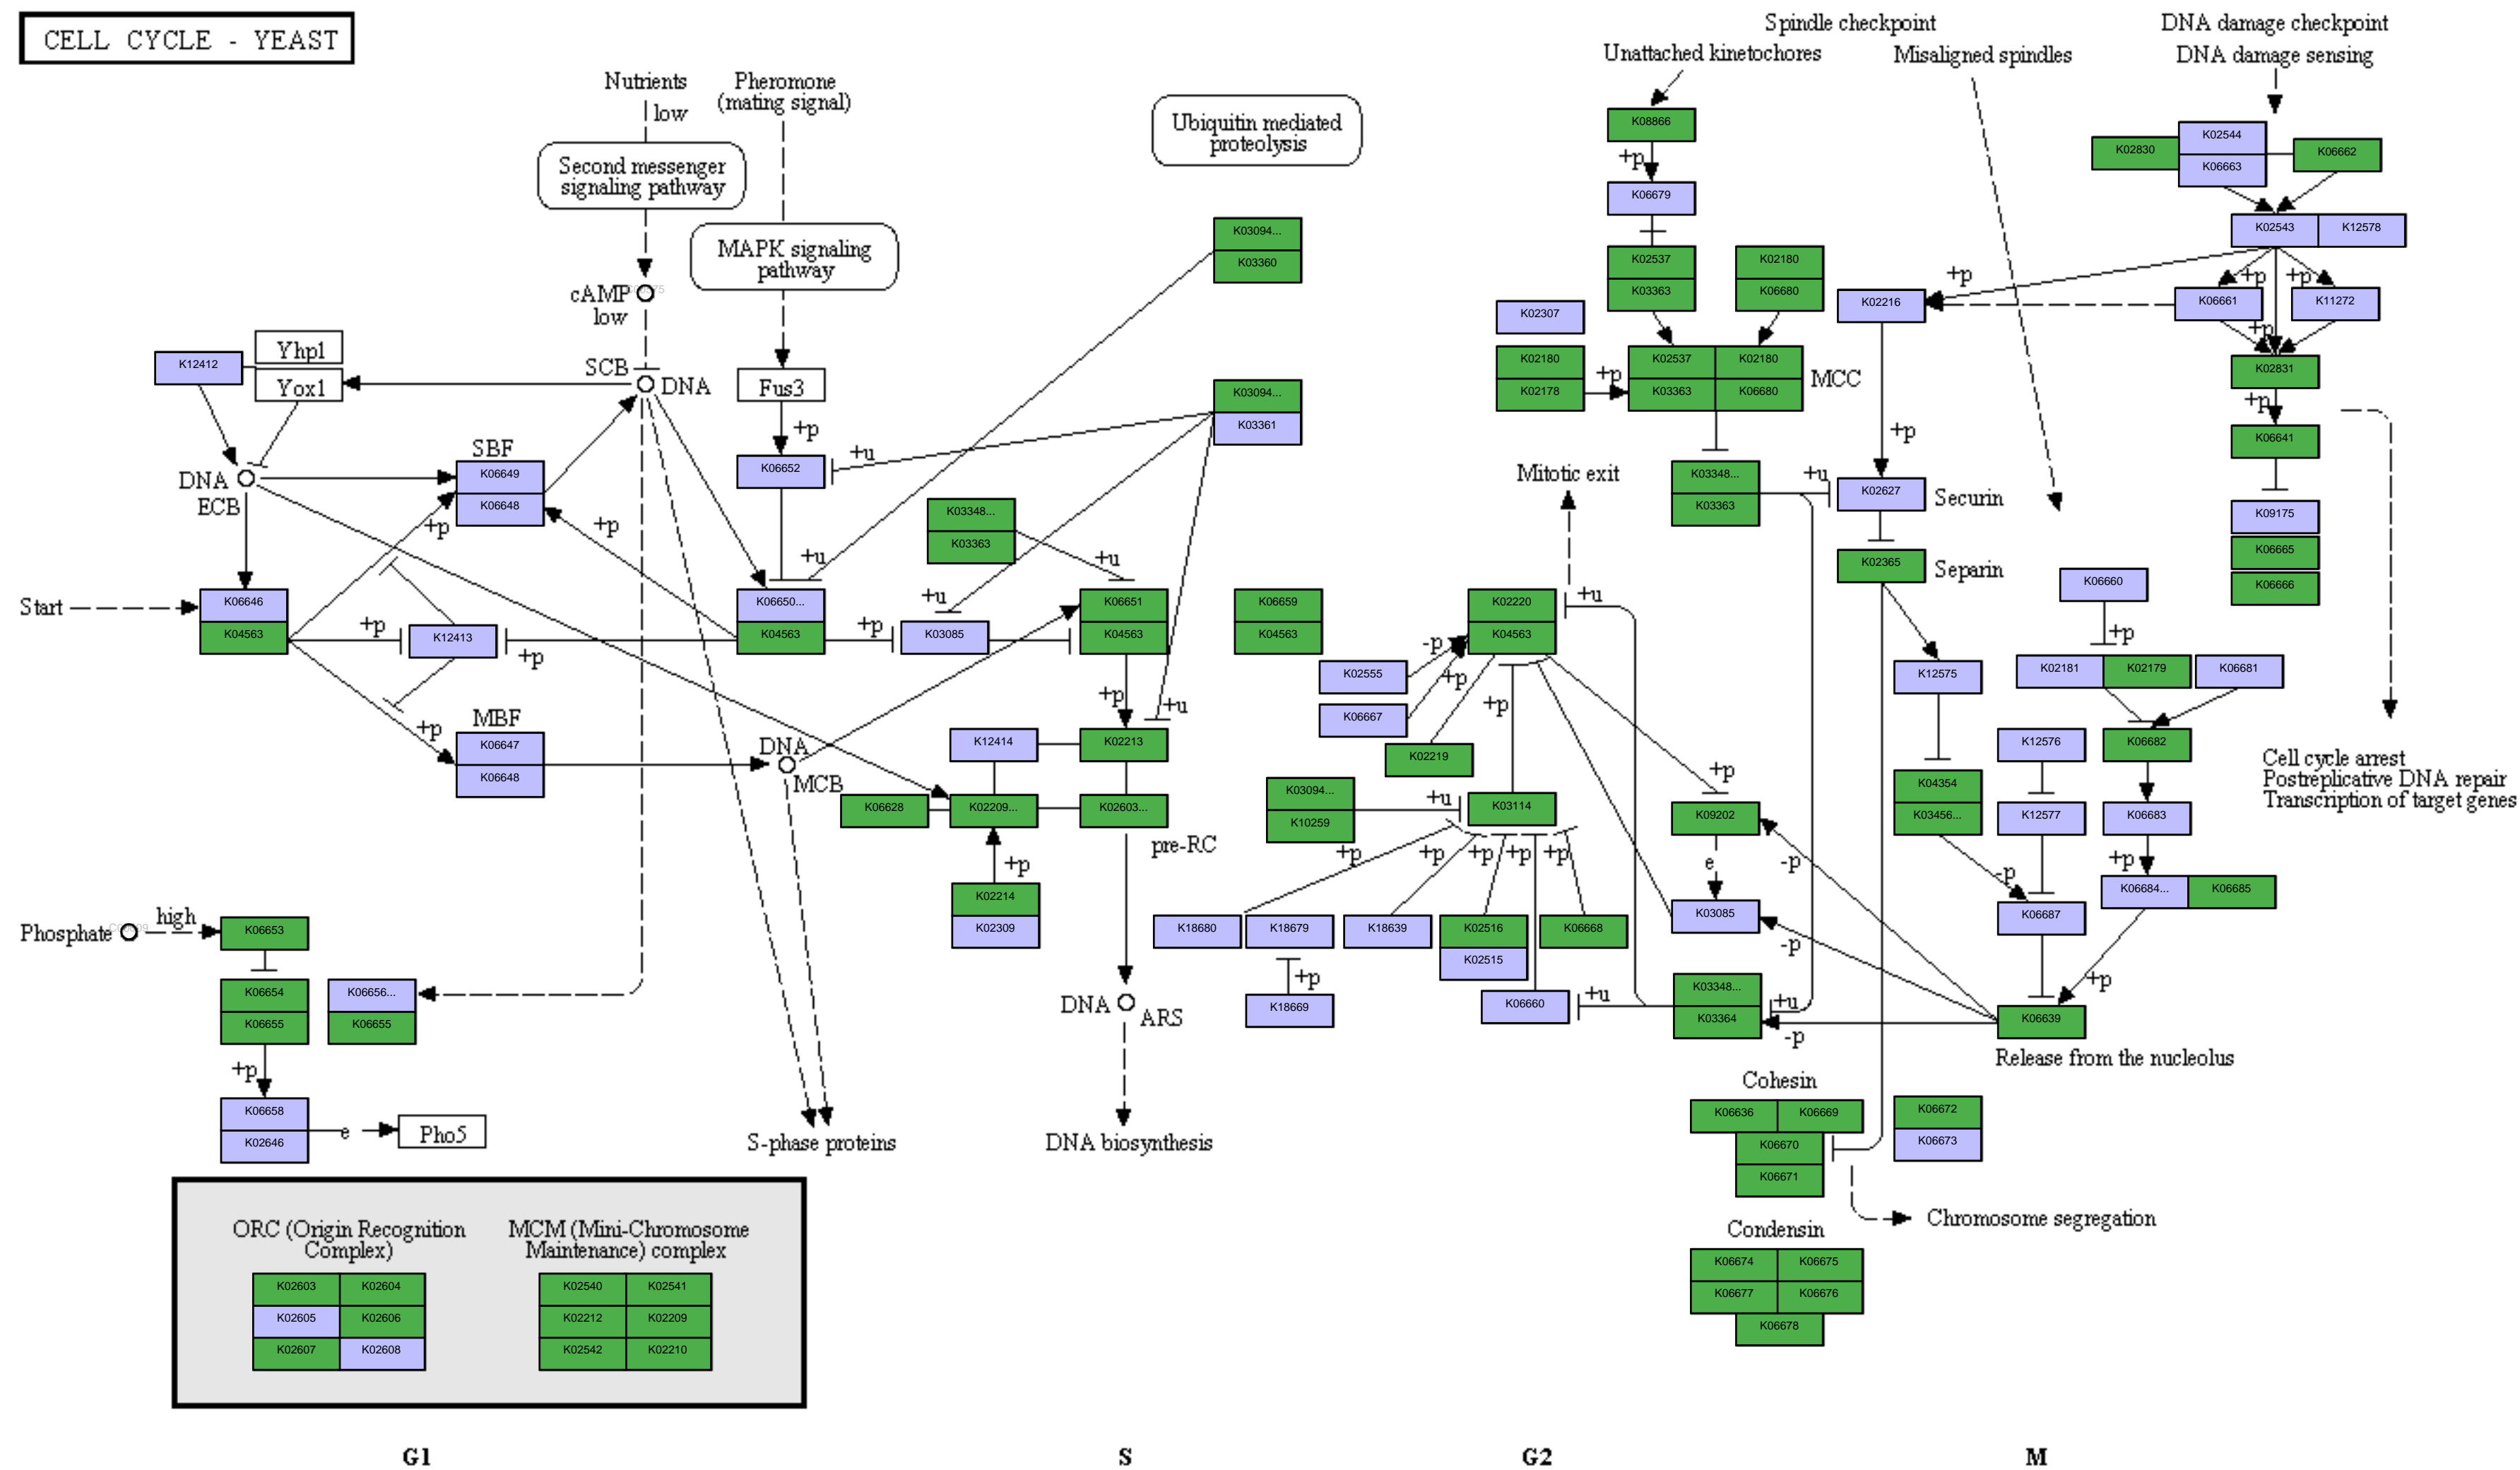 CELL CYCLE - YEAST
Spindle checkpoint
DNA damage checkpoint
Unattached kinetochores
Misaligned spindles
DNA damage sensing
Nutrients
Pheromone
(mating signal)
low
Ubiquitin mediated
proteolysis
Second messenger
signaling pathway
MAPK signaling
pathway
cAMP
low
K08866
+p
K06679
K02537
K03363
K02180
K06680
K02830
K02544
K06663
K06662
K02543
K12578
+p
+p
+p
K02216
K06661
K11272
+p
K02831
+p
K06641
K09175
K06665
K06666
K03094...
K03360
K02307
K02180
K02178
+p
K02537
K02180
K03363
K06680
MCC
K12412
Yhp1
Yox1
SCB
DNA
Fus3
+p
K03094...
K03361
+u
K06652
SBF
K06649
K06648
DNA
ECB
+p
+p
Mitotic exit
K03348...
K03363
+u
+p
K02627
Securin
K02365
Separin
K03348...
K03363
+u
+u
+u
Start
K06646
K04563
+p
K12413
+p
K06650...
K04563
+p
K03085
K06651
K04563
K06659
K04563
K02220
K04563
+u
-p
K02555
+p
K06667
K02219
+p
K06660
+p
K02181
K02179
K06681
K12575
+p
+u
+p
MBF
K06647
K06648
DNA
MCB
K12414
K02213
K06628
K02209...
K02603...
pre-RC
+p
K02214
K02309
K03094...
K10259
+u
K03114
+p
K09202
e
K03085
-p
-p
K12576
K06682
K04354
K03456...
K12577
K06683
-p
+p
K06687
K06684...
K06685
+p
Cell cycle arrest
Postreplicative DNA repair
Transcription of target genes
+p
+p
+p
+p
+p
K18680
K18679
K18639
K02516
K02515
K06668
+p
K18669
K06660
+u
K03348...
K03364
+u
-p
K06639
Release from the nucleolus
Phosphate
high
K06653
K06654
K06655
K06656...
K06655
+p
K06658
K02646
e
Pho5
DNA
ARS
S-phase proteins
DNA biosynthesis
Cohesin
K06636
K06669
K06670
K06671
K06672
K06673
Chromosome segregation
Condensin
K06674
K06675
K06677
K06676
K06678
ORC (Origin Recognition
Complex)
MCM (Mini-Chromosome
Maintenance) complex
K02603
K02604
K02605
K02606
K02607
K02608
K02540
K02541
K02212
K02209
K02542
K02210
G1
S
G2
M